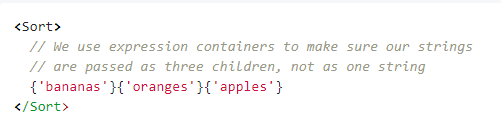 <Sort>
// We use expression containers to make sure our strings
// are passed as three children, not as one string
{'bananas'}{'oranges'}{'apples'}
</Sort>